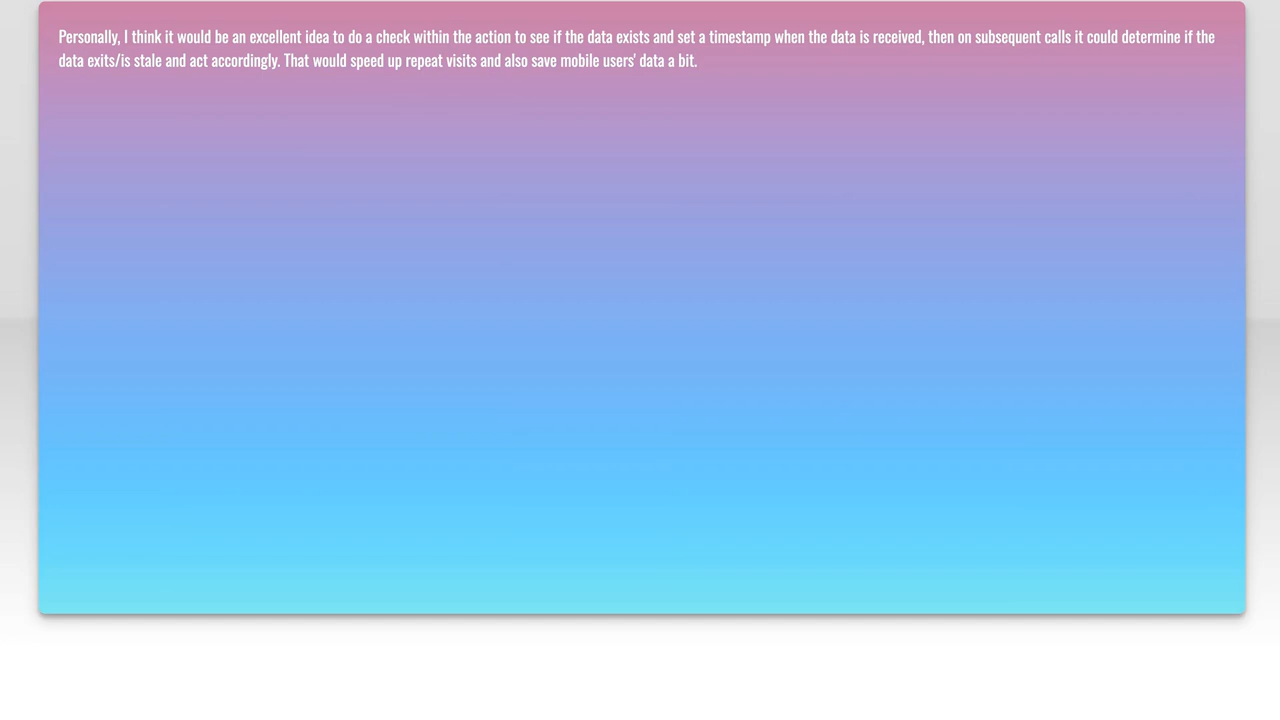 Personally, I think it would be an excellent idea to do a check within the action to see if the data exists and set a timestamp when the data is received, then on subsequent calls it could determine if the
data exits/is stale and act accordingly. That would speed up repeat visits and also save mobile users' data a bit.